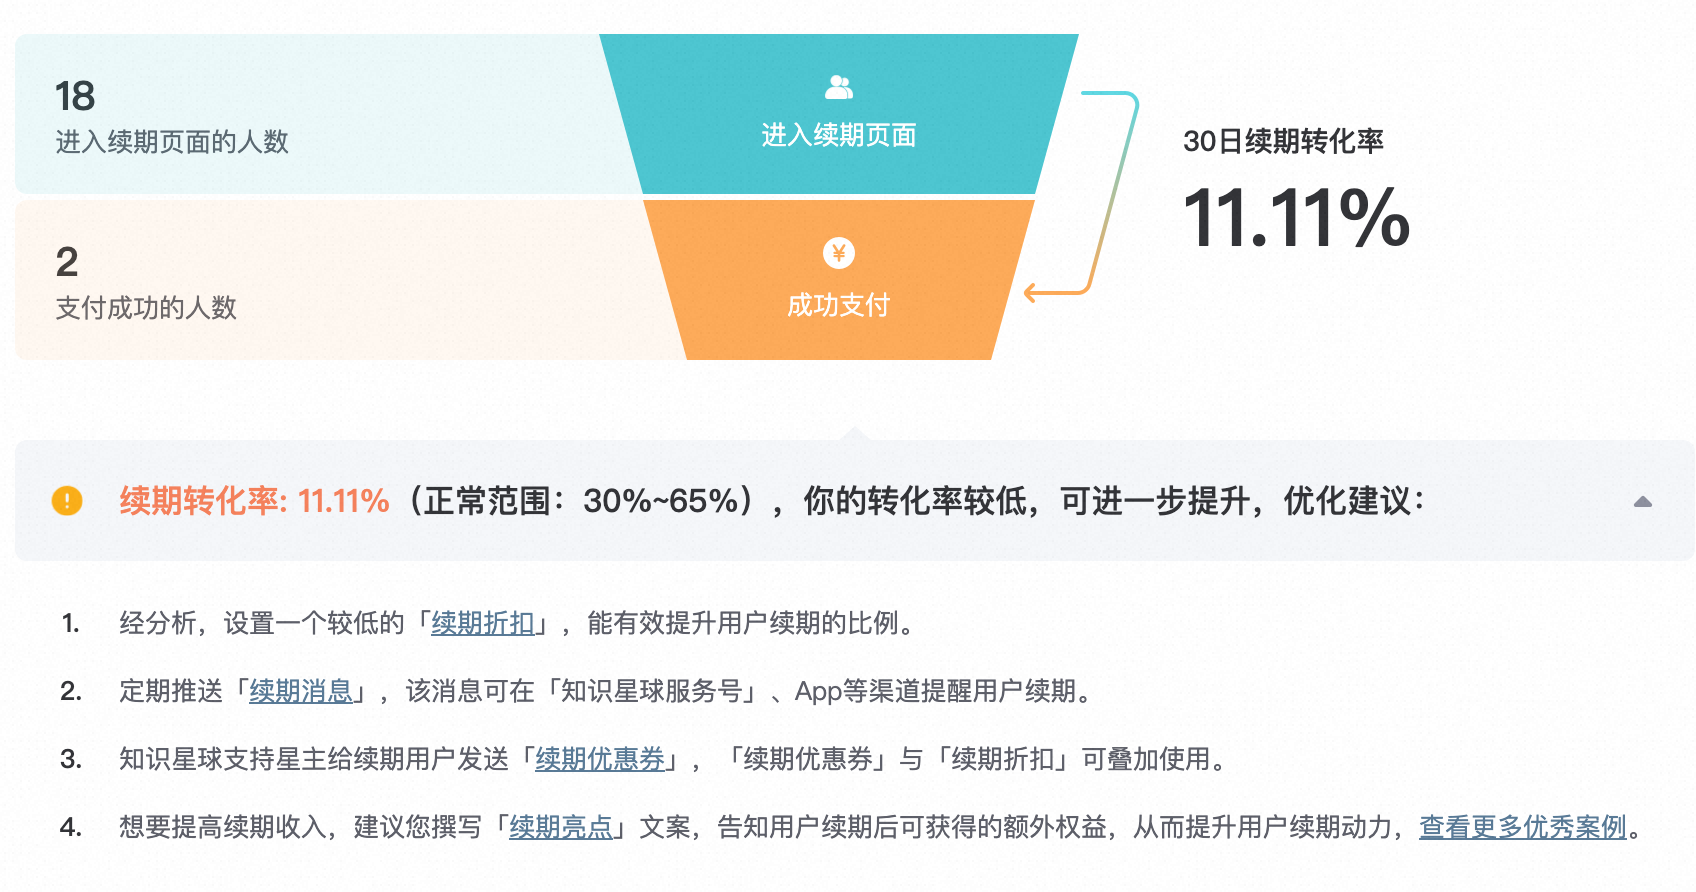 18
进入续期页面的人数
进入续期页面
30日续期转化率
11.11%
2
支付成功的人数
¥
成功支付
续期转化率: 11.11%（正常范围：30%~65%），你的转化率较低，可进一步提升，优化建议：
1. 经分析，设置一个较低的「续期折扣」，能有效提升用户续期的比例。
2. 定期推送「续期消息」，该消息可在「知识星球服务号」、App等渠道提醒用户续期。
3. 知识星球支持星主给续期用户发送「续期优惠券」，「续期优惠券」与「续期折扣」可叠加使用。
4. 想要提高续期收入，建议您撰写「续期亮点」文案，告知用户续期后可获得的额外权益，从而提升用户续期动力，查看更多优秀案例。